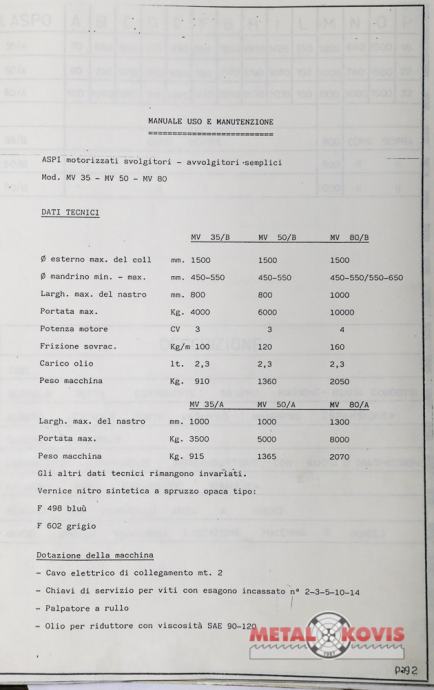 MANUALE USO E MANUTENZIONE
ASPI motorizzati svolgitori - avvolgitori semplici
Mod. MV 35 - MV 50 - MV 80
DATI TECNICI
MV 35/B MV 50/B MV 80/B
Ø esterno max. del coil mm. 1500 1500 1500
Ø mandrino min. - max. mm. 450-550 450-550 450-550/550-650
Largh. max. del nastro mm. 800 800 1000
Portata max. Kg. 4000 6000 10000
Potenza motore CV 3 3 4
Frizione sovrac. Kg/m 100 120 160
Carico olio lt. 2,3 2,3 2,3
Peso macchina Kg. 910 1360 2050
MV 35/A MV 50/A MV 80/A
Largh. max. del nastro mm. 1000 1000 1300
Portata max. Kg. 3500 5000 8000
Peso macchina Kg. 915 1365 2070
Gli altri dati tecnici rimangono invariati.
Vernice nitro sintetica a spruzzo opaca tipo:
F 498 bluù
F 602 grigio
Dotazione della macchina
- Cavo elettrico di collegamento mt. 2
- Chiavi di servizio per viti con esagono incassato n° 2-3-5-10-14
- Palpatore a rullo
- Olio per riduttore con viscosità SAE 90-120
METAL KOVIS
pag 2